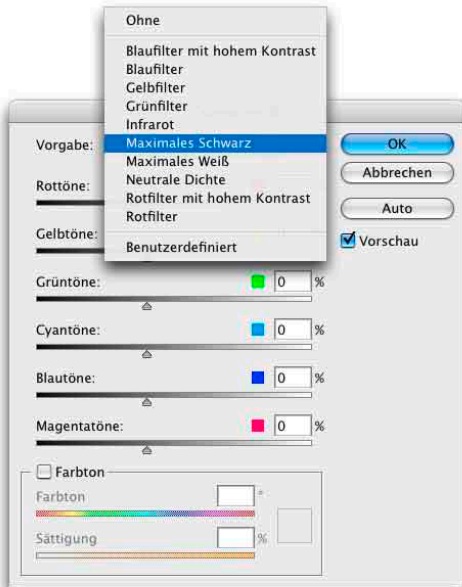 Ohne
Blaufilter mit hohem Kontrast
Blaufilter
Gelbfilter
Grünfilter
Infrarot
Maximales Schwarz
Maximales Weiß
Neutrale Dichte
Rotfilter mit hohem Kontrast
Rotfilter
Benutzerdefiniert
Vorgabe:
OK
Abbrechen
Auto
Vorschau
Rottöne:
Gelbtöne:
Grüntöne: 0 %
Cyantöne: 0 %
Blautöne: 0 %
Magentatöne: 0 %
Farbton
Farbton °
Sättigung %